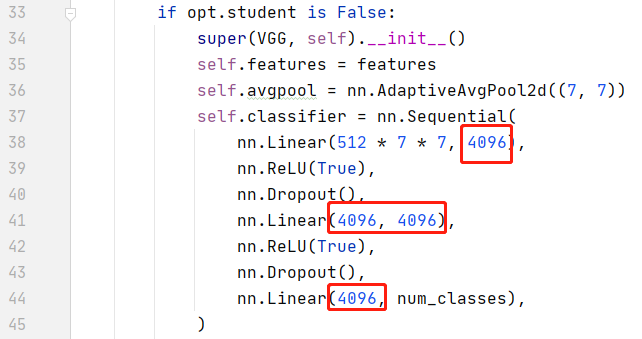 33 if opt.student is False:
34 super(VGG, self).__init__()
35 self.features = features
36 self.avgpool = nn.AdaptiveAvgPool2d((7, 7))
37 self.classifier = nn.Sequential(
38 nn.Linear(512 * 7 * 7, 4096),
39 nn.ReLU(True),
40 nn.Dropout(),
41 nn.Linear(4096, 4096),
42 nn.ReLU(True),
43 nn.Dropout(),
44 nn.Linear(4096, num_classes),
45 )